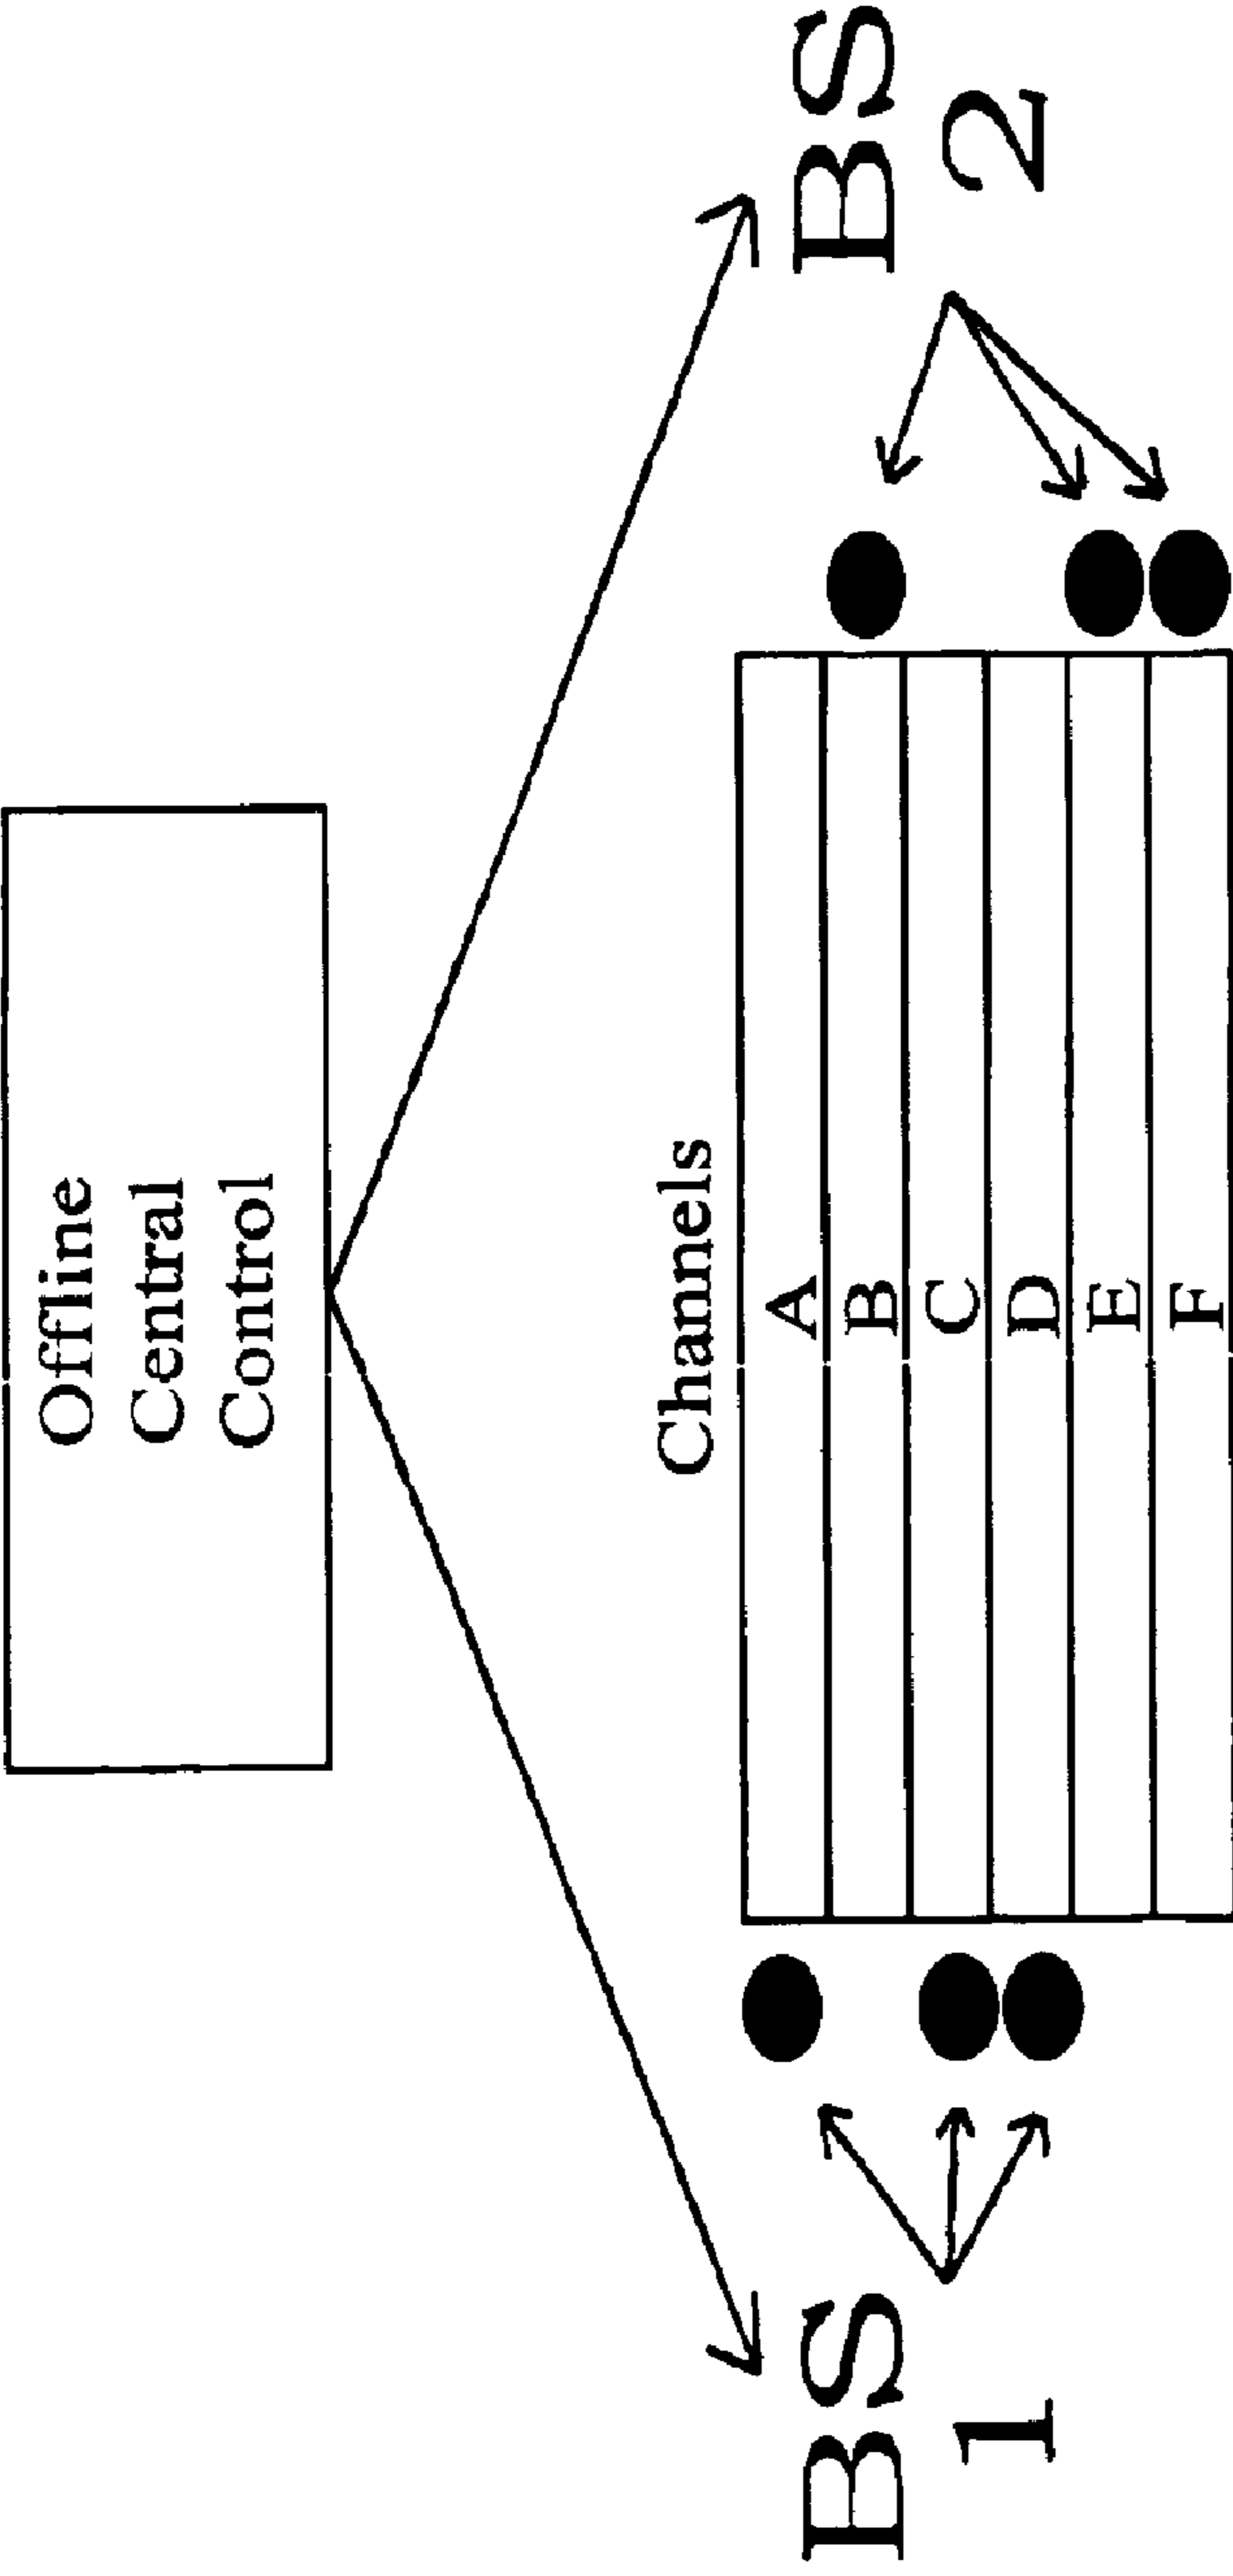 Offline
Central
Control
Channels
A
B
C
D
E
F
BS
1
BS
2